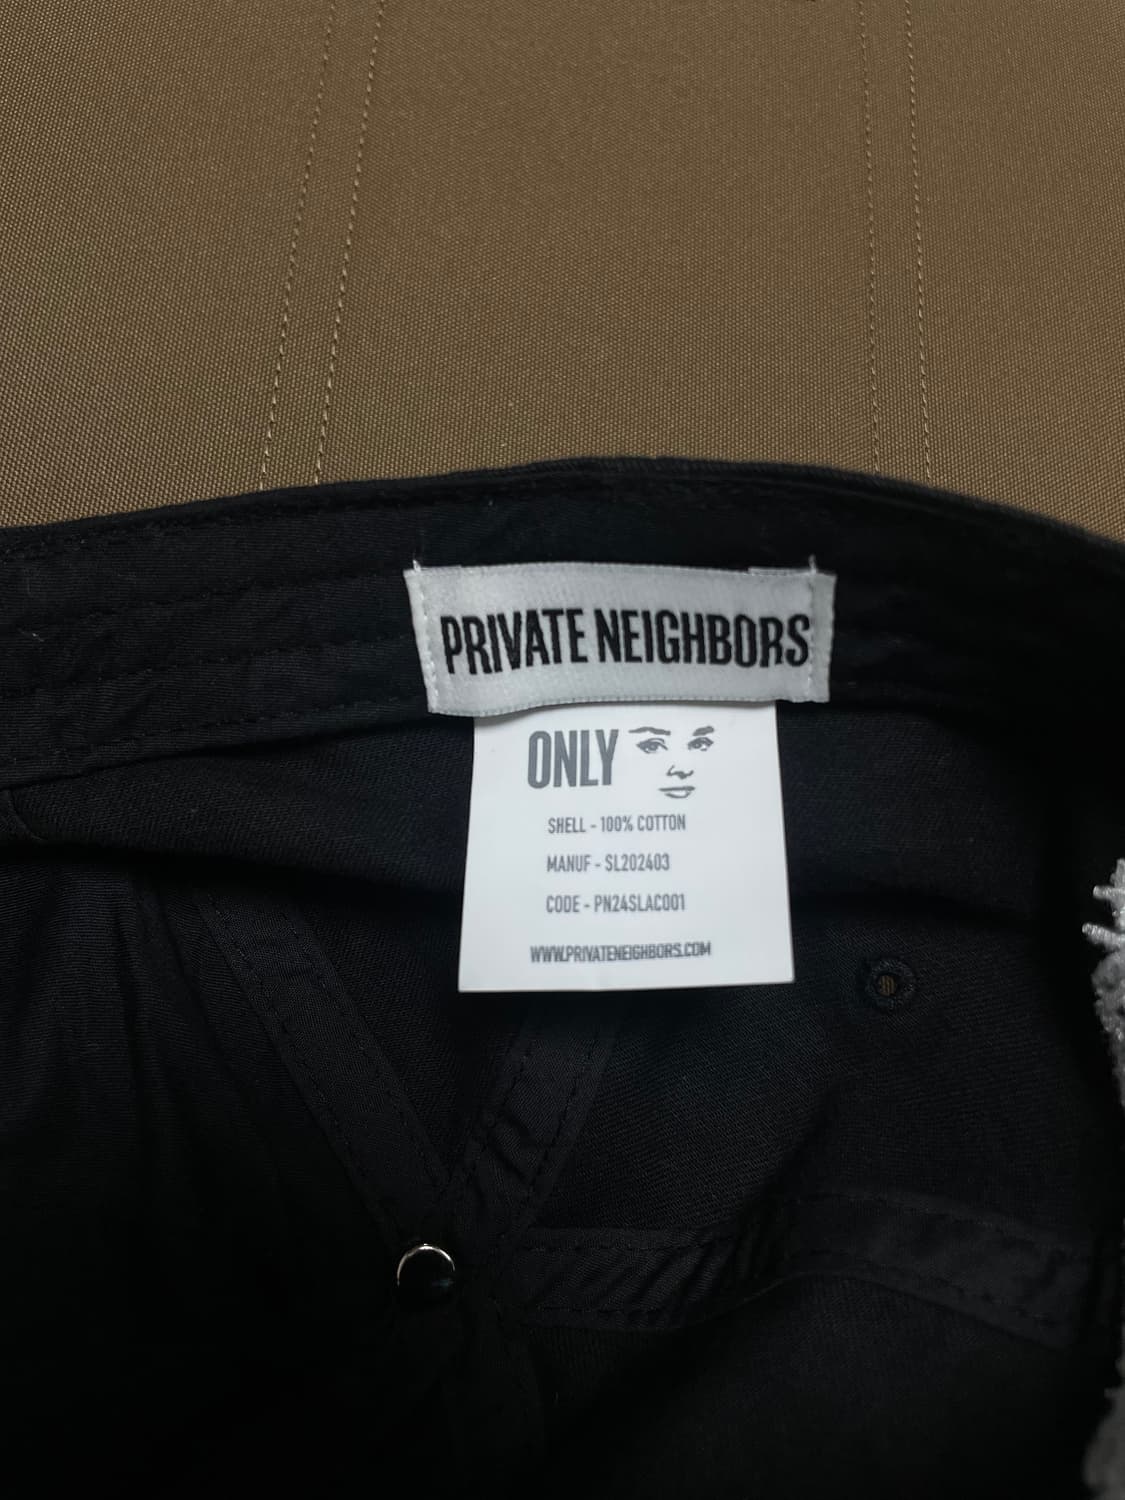 PRIVATE NEIGHBORS
ONLY
SHELL - 100% COTTON
MANUF - SL202403
CODE - PN24SLAC001
WWW.PRIVATENEIGHBORS.COM